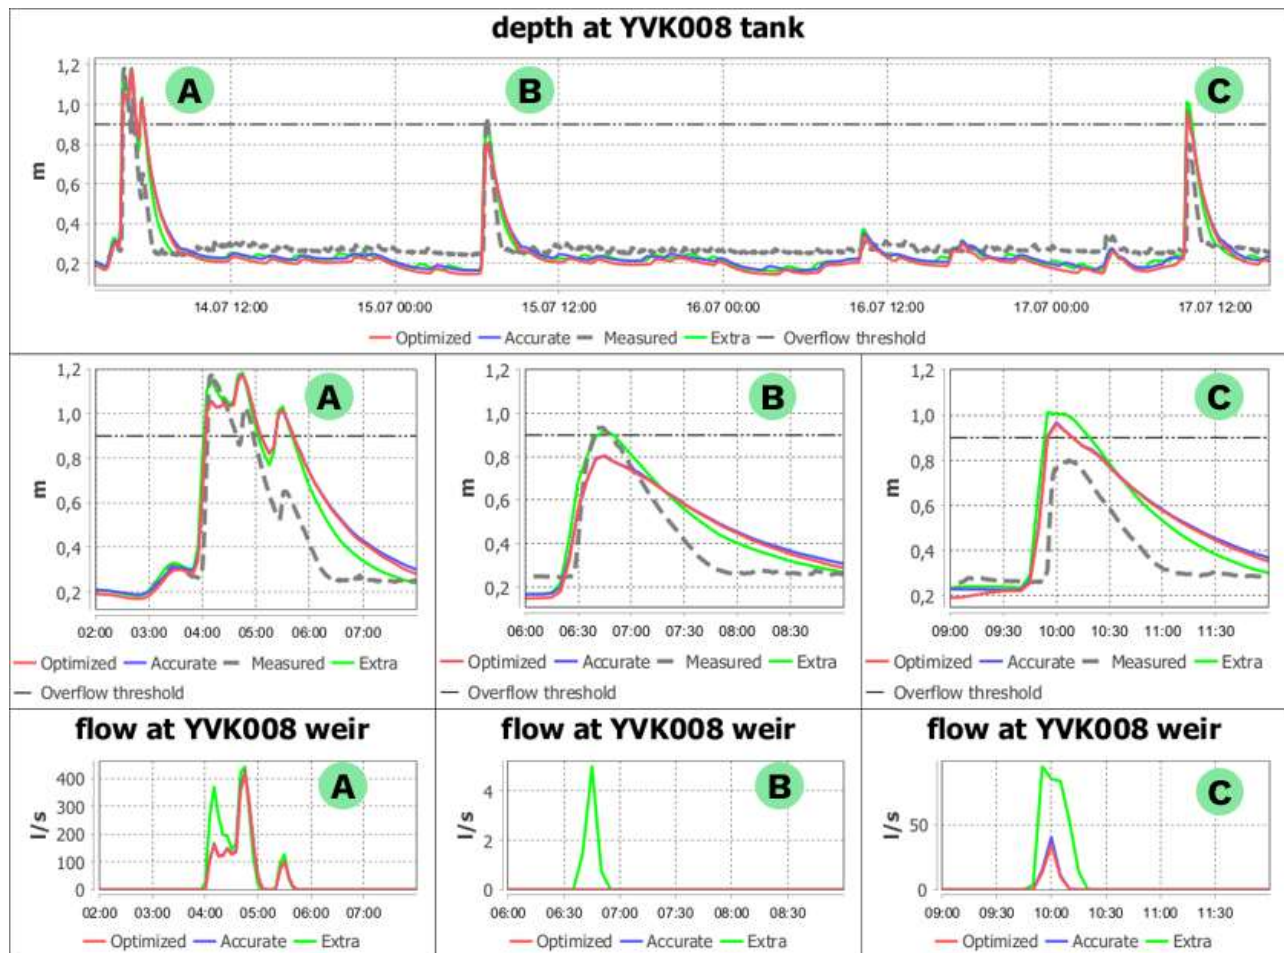 depth at YVK008 tank
1,2
1,0
0,8
0,6
0,4
0,2
m
A
B
C
14.07 12:00 15.07 00:00 15.07 12:00 16.07 00:00 16.07 12:00 17.07 00:00 17.07 12:00
Optimized Accurate Measured Extra Overflow threshold
1,2
1,0
0,8
0,6
0,4
0,2
m
A
02:00 03:00 04:00 05:00 06:00 07:00
Optimized Accurate Measured Extra
Overflow threshold
1,2
1,0
0,8
0,6
0,4
0,2
m
B
06:00 06:30 07:00 07:30 08:00 08:30
Optimized Accurate Measured Extra
Overflow threshold
1,2
1,0
0,8
0,6
0,4
0,2
m
C
09:00 09:30 10:00 10:30 11:00 11:30
Optimized Accurate Measured Extra
Overflow threshold
flow at YVK008 weir
400
300
200
100
0
l/s
A
02:00 03:00 04:00 05:00 06:00 07:00
Optimized Accurate Extra
flow at YVK008 weir
4
2
0
l/s
B
06:00 06:30 07:00 07:30 08:00 08:30
Optimized Accurate Extra
flow at YVK008 weir
50
0
l/s
C
09:00 09:30 10:00 10:30 11:00 11:30
Optimized Accurate Extra